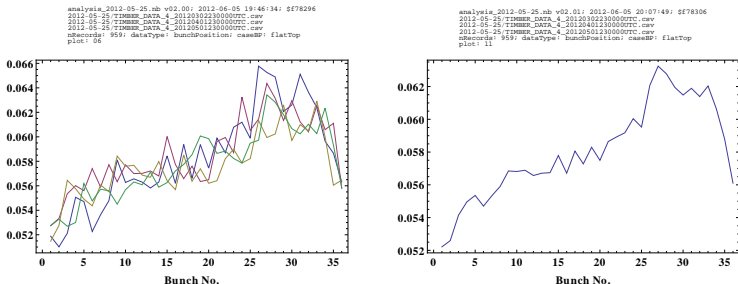 analysis_2012-05-25.nb v02.00; 2012-06-05 19:46:34; $f78296
2012-05-25/TIMBER_DATA_4_20120302230000UTC.csv
2012-05-25/TIMBER_DATA_4_20120401230000UTC.csv
2012-05-25/TIMBER_DATA_4_20120501230000UTC.csv
nRecords: 959; dataType: bunchPosition; caseBP: flatTop
plot: 06
0.066
0.064
0.062
0.060
0.058
0.056
0.054
0.052
0 5 10 15 20 25 30 35
Bunch No.
analysis_2012-05-25.nb v02.01; 2012-06-05 20:07:49; $f78306
2012-05-25/TIMBER_DATA_4_20120302230000UTC.csv
2012-05-25/TIMBER_DATA_4_20120401230000UTC.csv
2012-05-25/TIMBER_DATA_4_20120501230000UTC.csv
nRecords: 959; dataType: bunchPosition; caseBP: flatTop
plot: 11
0.062
0.060
0.058
0.056
0.054
0.052
0 5 10 15 20 25 30 35
Bunch No.